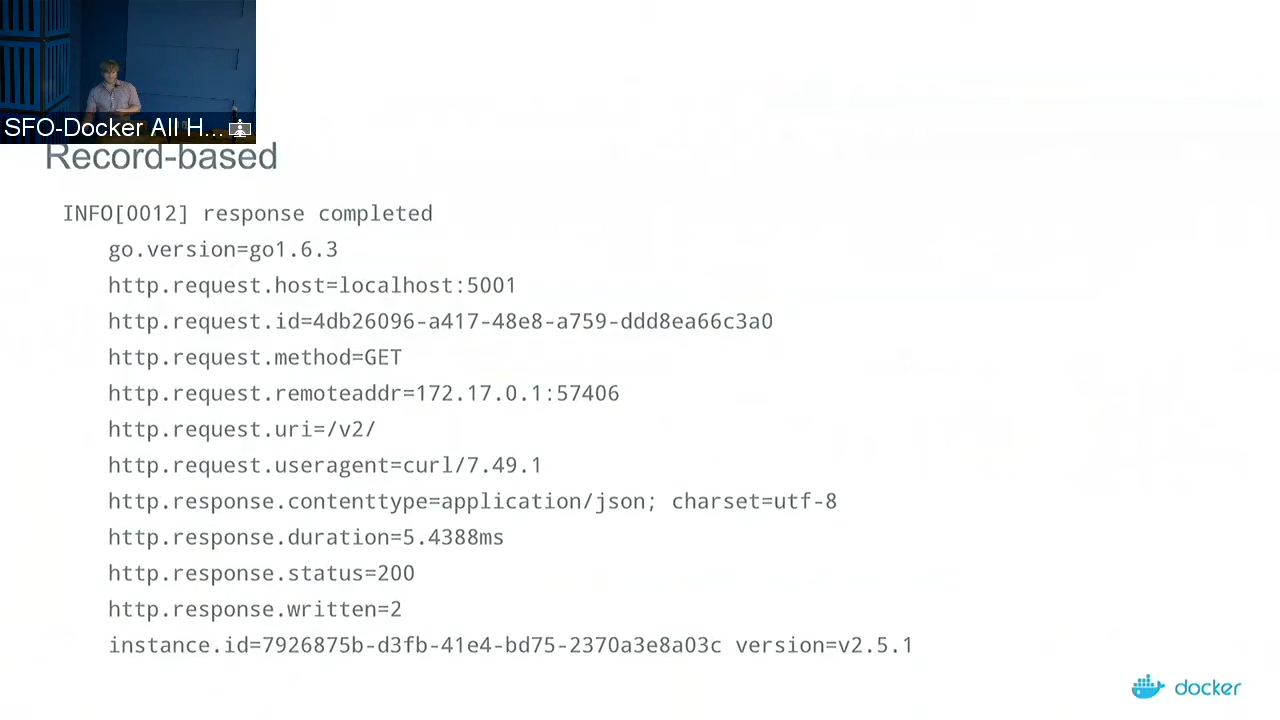 SFO-Docker All H...
Record-based
INFO[0012] response completed
go.version=go1.6.3
http.request.host=localhost:5001
http.request.id=4db26096-a417-48e8-a759-ddd8ea66c3a0
http.request.method=GET
http.request.remoteaddr=172.17.0.1:57406
http.request.uri=/v2/
http.request.useragent=curl/7.49.1
http.response.contenttype=application/json; charset=utf-8
http.response.duration=5.4388ms
http.response.status=200
http.response.written=2
instance.id=7926875b-d3fb-41e4-bd75-2370a3e8a03c version=v2.5.1
docker